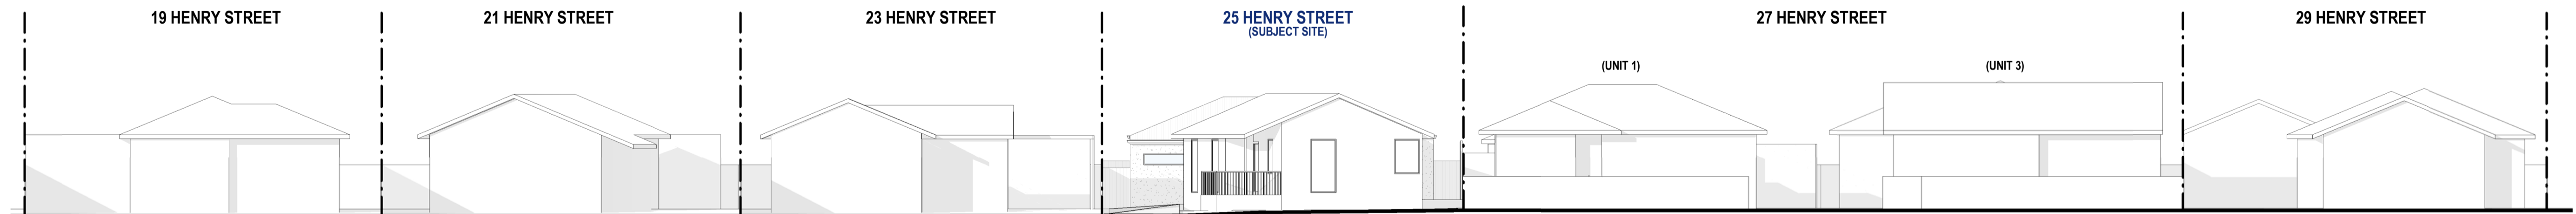 19 HENRY STREET
21 HENRY STREET
23 HENRY STREET
25 HENRY STREET
(SUBJECT SITE)
27 HENRY STREET
(UNIT 1)
(UNIT 3)
29 HENRY STREET